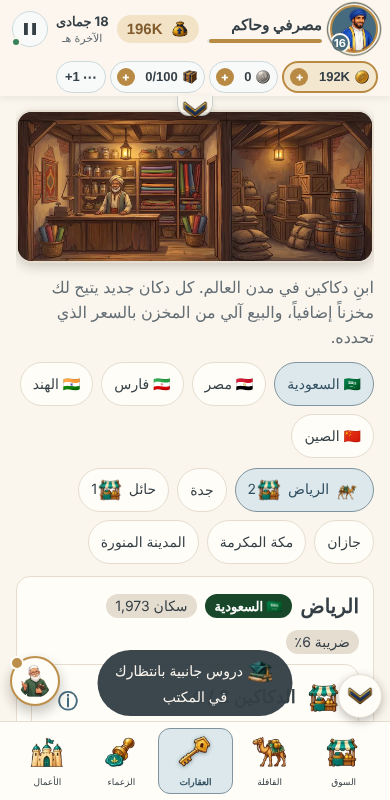 مصرفي وحاكم
16
196K
18 جمادى
الآخرة هـ
192K
0
0/100
+1 ...
ابنِ دكاكين في مدن العالم. كل دكان جديد يتيح لك
مخزناً إضافياً، والبيع آلي من المخزن بالسعر الذي
تحدده.
السعودية
مصر
فارس
الهند
الصين
الرياض 2
جدة
حائل 1
جازان
مكة المكرمة
المدينة المنورة
الرياض
السعودية
سكان 1,973
ضريبة 6٪
دروس جانبية بانتظارك
في المكتب
السوق
القافلة
العقارات
الزعماء
الأعمال